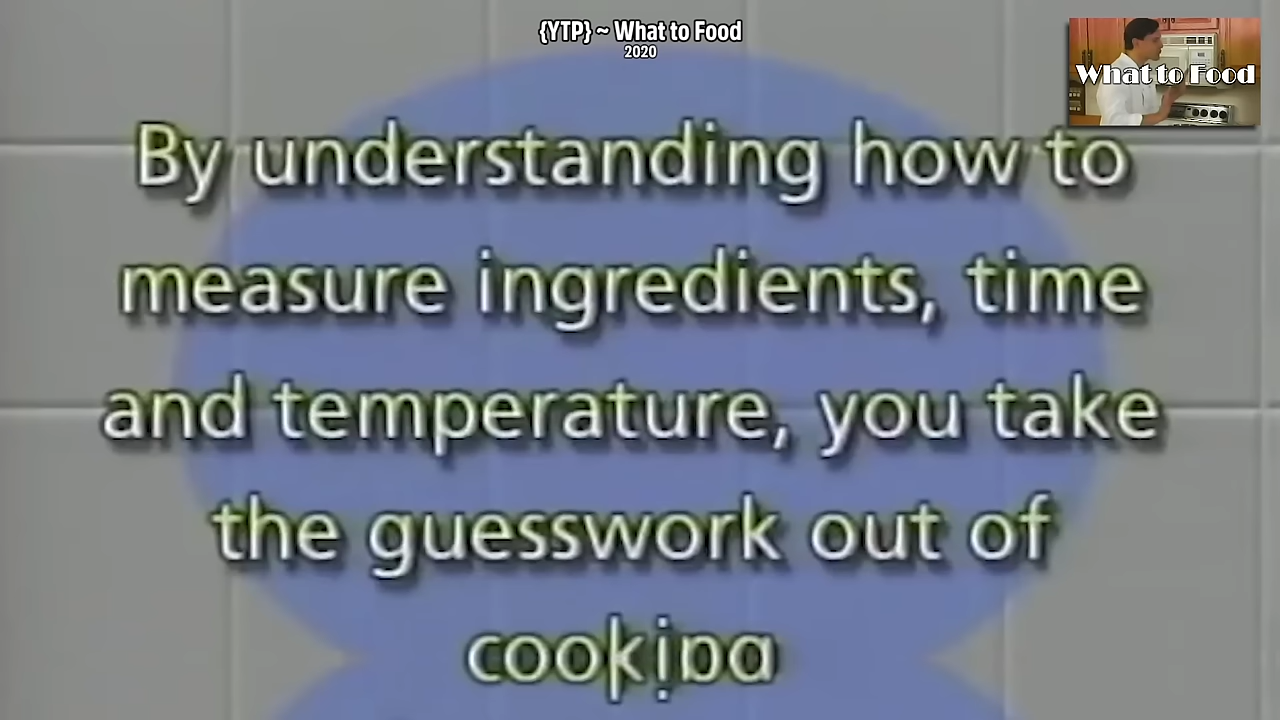 {YTP} ~ What to Food
2020
What to Food
By understanding how to
measure ingredients, time
and temperature, you take
the guesswork out of
cooking